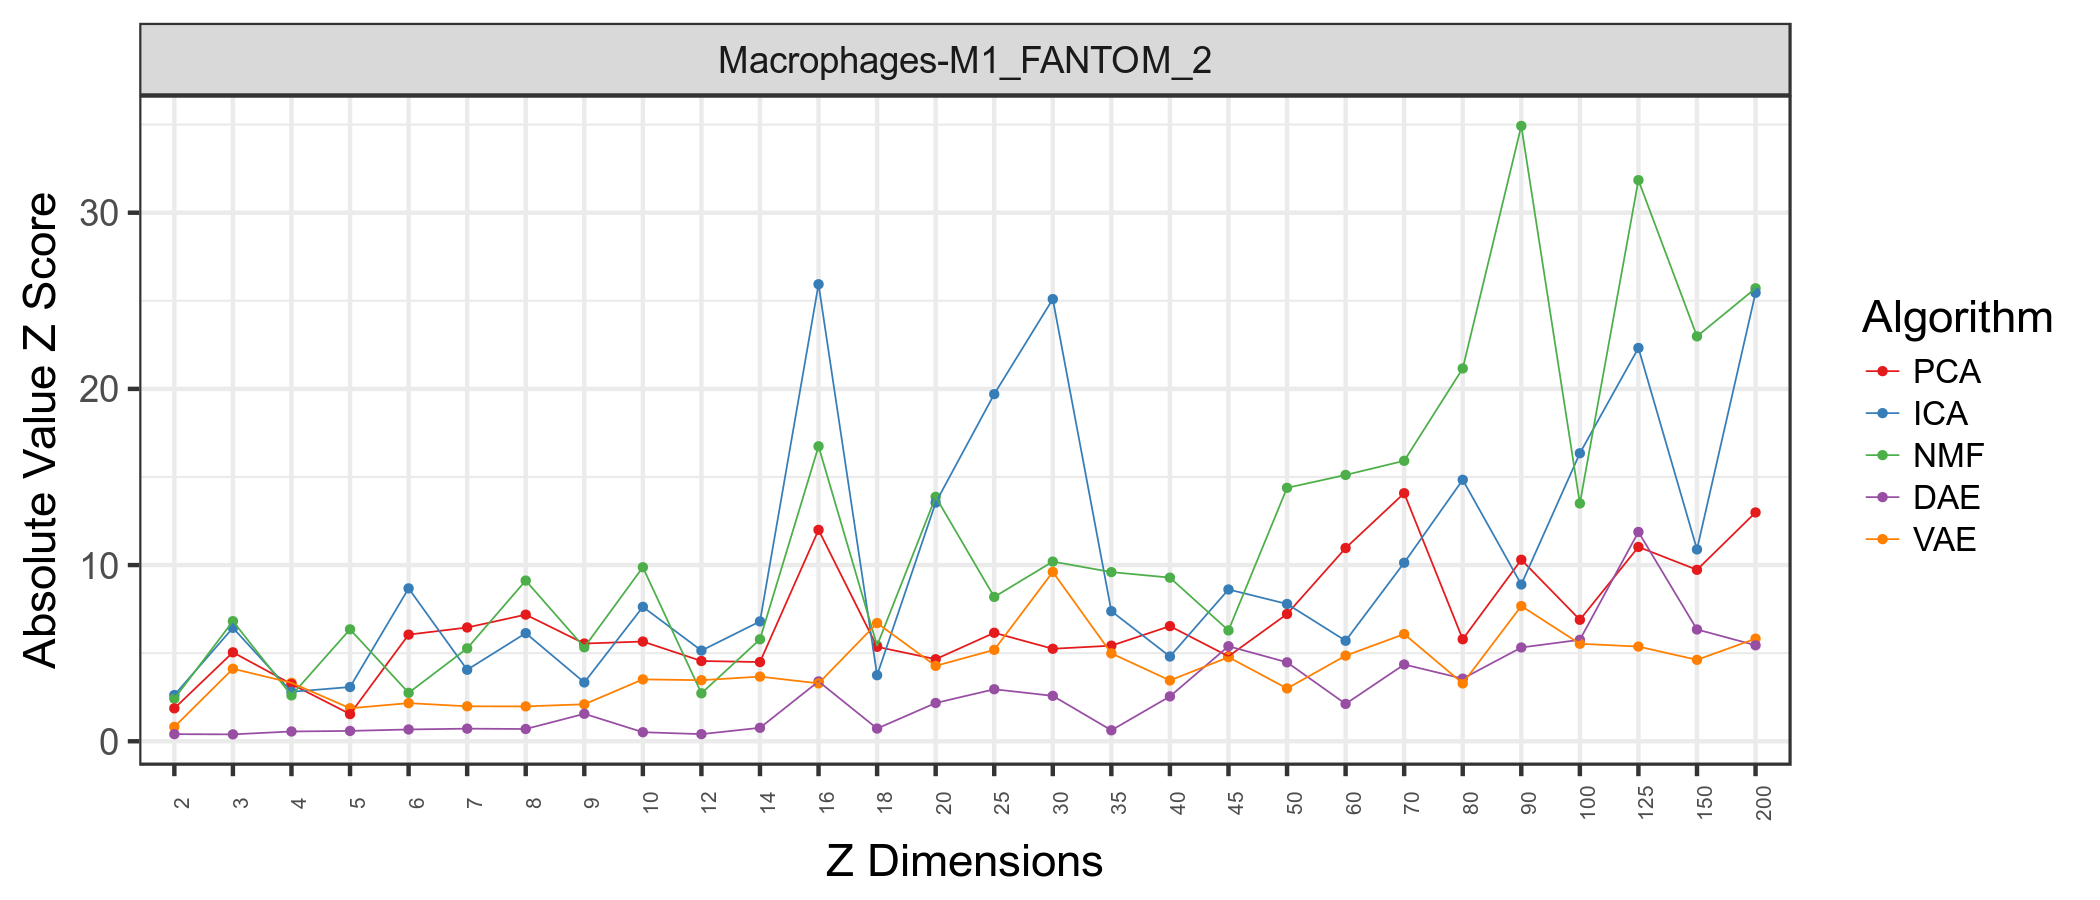 Macrophages-M1_FANTOM_2
Absolute Value Z Score
30
20
10
0
2 3 4 5 6 7 8 9 10 12 14 16 18 20 25 30 35 40 45 50 60 70 80 90 100 125 150 200
Z Dimensions
Algorithm
PCA
ICA
NMF
DAE
VAE